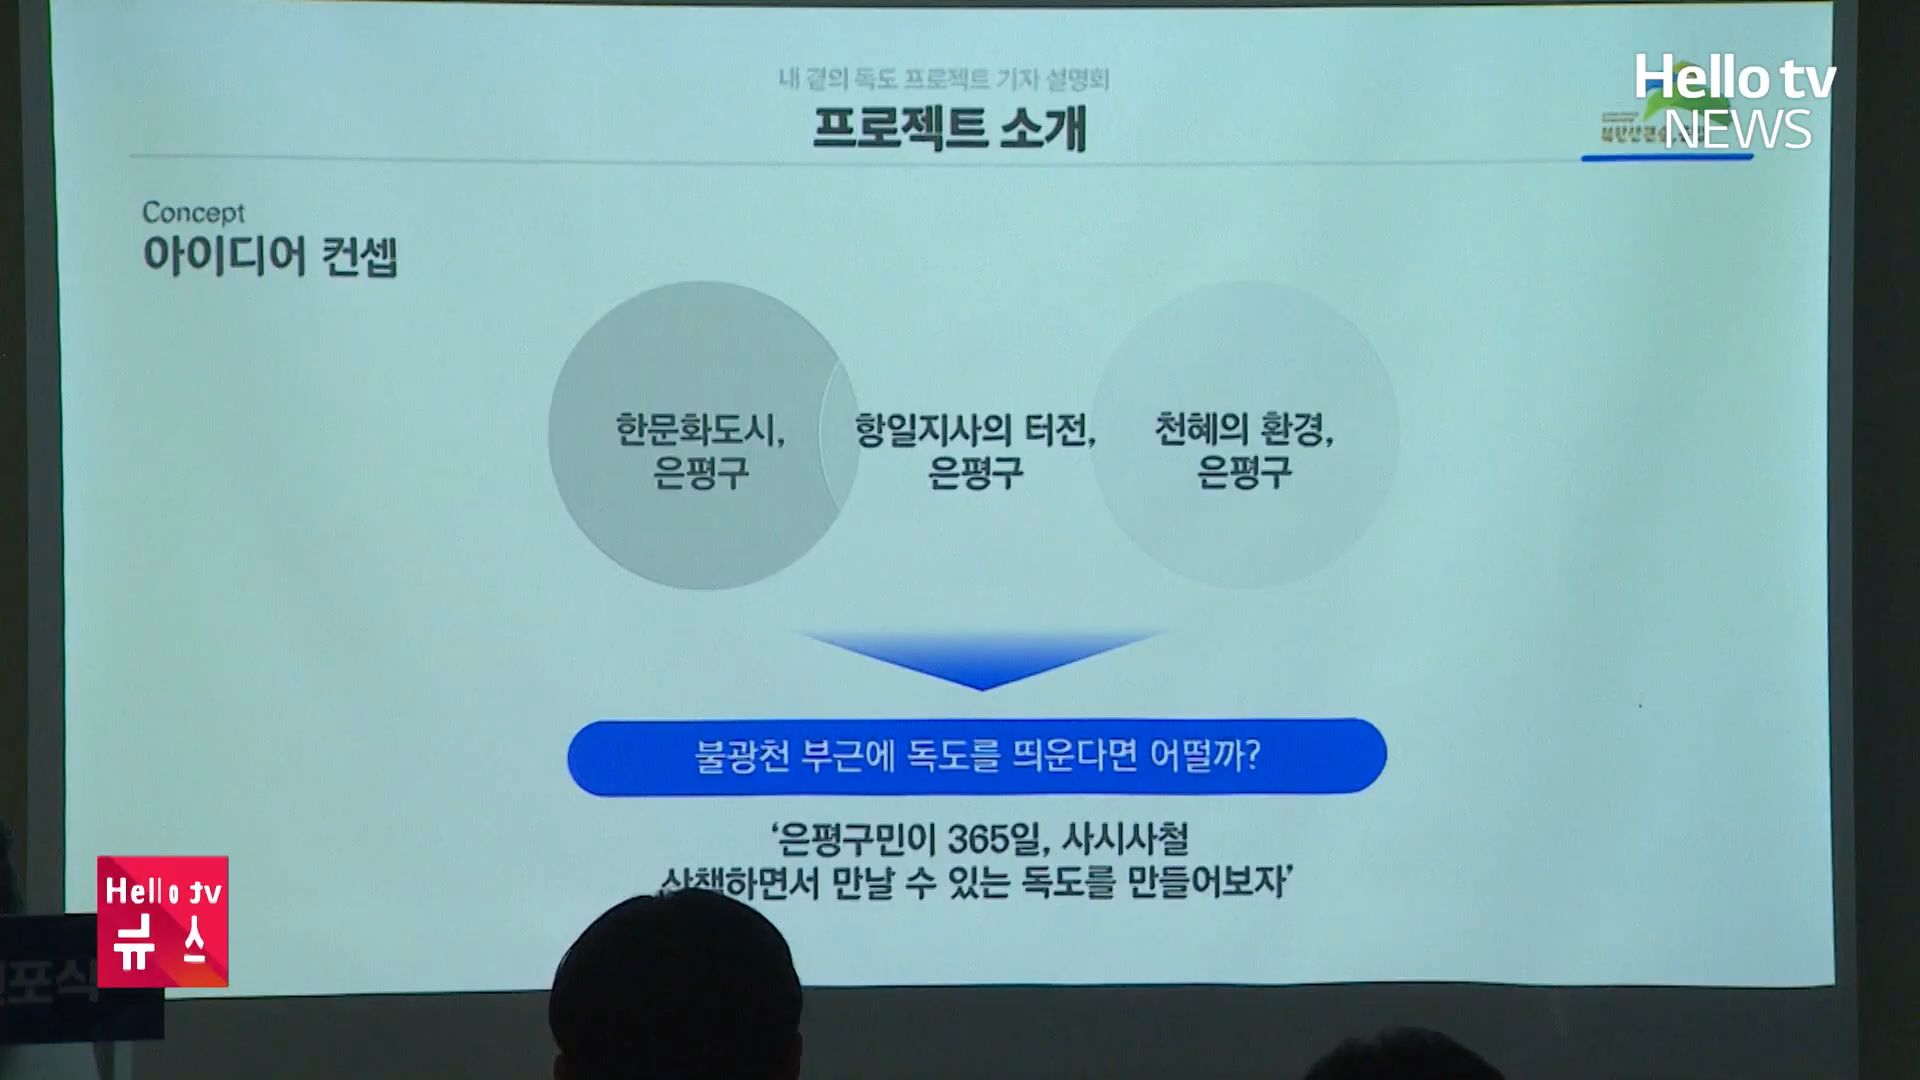 내 곁의 독도 프로젝트 기자 설명회
프로젝트 소개
Hello tv
NEWS
Concept
아이디어 컨셉
한문화도시,
은평구
항일지사의 터전,
은평구
천혜의 환경,
은평구
불광천 부근에 독도를 띄운다면 어떨까?
‘은평구민이 365일, 사시사철
산책하면서 만날 수 있는 독도를 만들어보자’
Hello tv
뉴스
포식